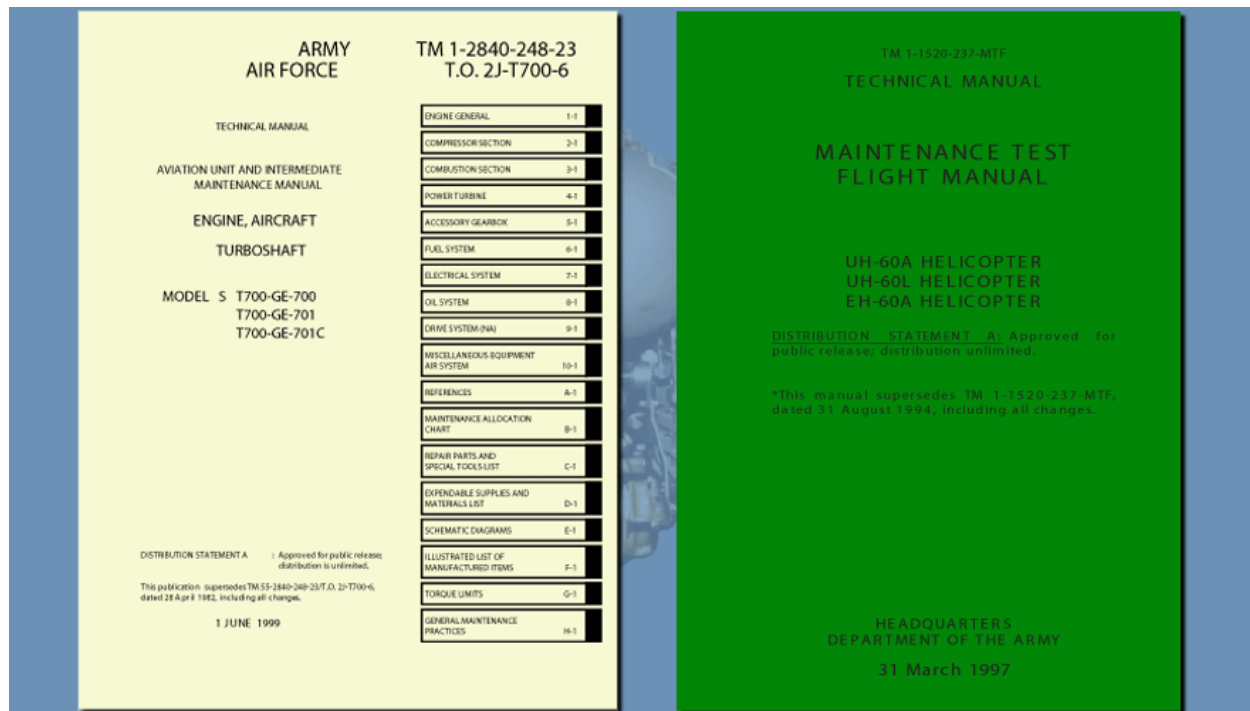 ARMY TM 1-2840-248-23
AIR FORCE T.O. 2J-T700-6
TECHNICAL MANUAL
AVIATION UNIT AND INTERMEDIATE
MAINTENANCE MANUAL
ENGINE, AIRCRAFT
TURBOSHAFT
MODEL S T700-GE-700
T700-GE-701
T700-GE-701C
DISTRIBUTION STATEMENT A : Approved for public release;
distribution is unlimited.
This publication supersedes TM 55-2840-248-23/T.O. 2J-T700-6,
dated 28 April 1982, including all changes.
1 JUNE 1999
ENGINE GENERAL 1-1
COMPRESSOR SECTION 2-1
COMBUSTION SECTION 3-1
POWER TURBINE 4-1
ACCESSORY GEARBOX 5-1
FUEL SYSTEM 6-1
ELECTRICAL SYSTEM 7-1
OIL SYSTEM 8-1
DRIVE SYSTEM (NA) 9-1
MISCELLANEOUS EQUIPMENT
AIR SYSTEM 10-1
REFERENCES A-1
MAINTENANCE ALLOCATION
CHART B-1
REPAIR PARTS AND
SPECIAL TOOLS LIST C-1
EXPENDABLE SUPPLIES AND
MATERIALS LIST D-1
SCHEMATIC DIAGRAMS E-1
ILLUSTRATED LIST OF
MANUFACTURED ITEMS F-1
TORQUE LIMITS G-1
GENERAL MAINTENANCE
PRACTICES H-1
TM 1-1520-237-MTF
TECHNICAL MANUAL
MAINTENANCE TEST
FLIGHT MANUAL
UH-60A HELICOPTER
UH-60L HELICOPTER
EH-60A HELICOPTER
DISTRIBUTION STATEMENT A: Approved for
public release; distribution unlimited.
*This manual supersedes TM 1-1520-237-MTF,
dated 31 August 1994, including all changes.
HEADQUARTERS
DEPARTMENT OF THE ARMY
31 March 1997